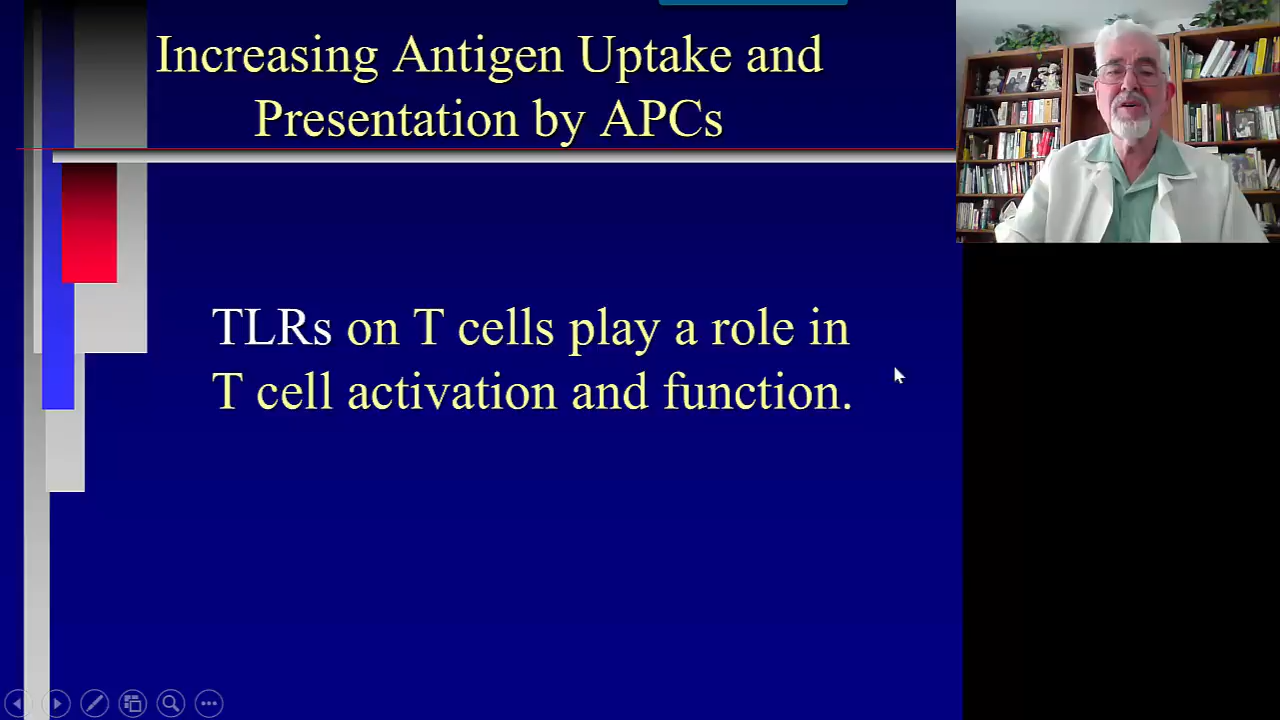 Increasing Antigen Uptake and
Presentation by APCs
TLRs on T cells play a role in
T cell activation and function.